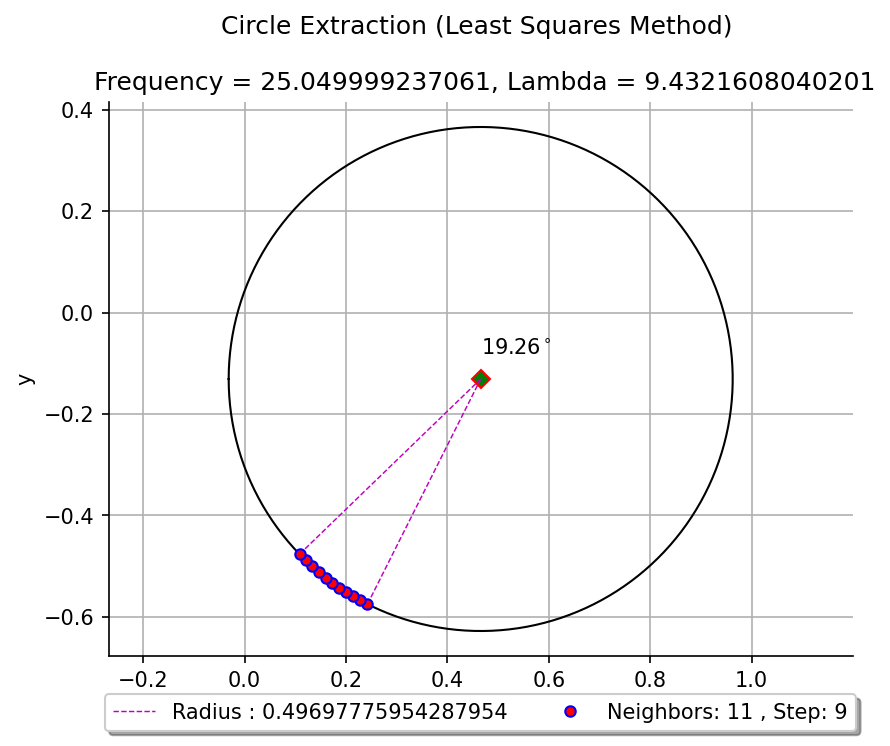 Circle Extraction (Least Squares Method)
Frequency = 25.049999237061, Lambda = 9.4321608040201
0.4
0.2
0.0
−0.2
−0.4
−0.6
y
19.26°
−0.2
0.0
0.2
0.4
0.6
0.8
1.0
Radius : 0.49697775954287954
Neighbors: 11 , Step: 9